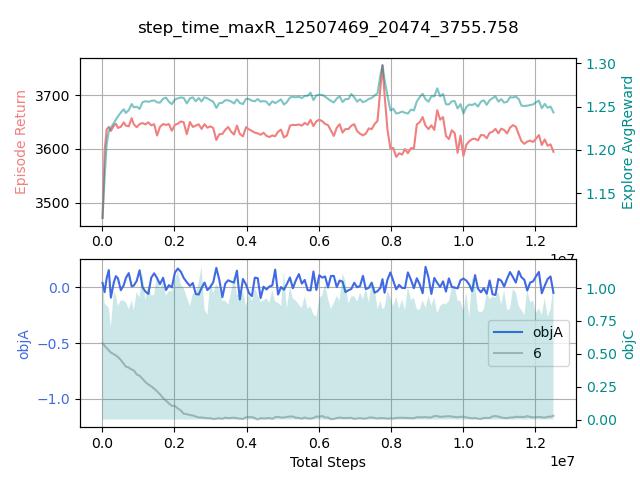 step_time_maxR_12507469_20474_3755.758
3700
3600
3500
Episode Return
1.30
1.25
1.20
1.15
Explore AvgReward
0.0 0.2 0.4 0.6 0.8 1.0 1.2
1e7
0.0
−0.5
−1.0
objA
1.00
0.75
0.50
0.25
0.00
objC
objA
6
0.0 0.2 0.4 0.6 0.8 1.0 1.2
Total Steps
1e7